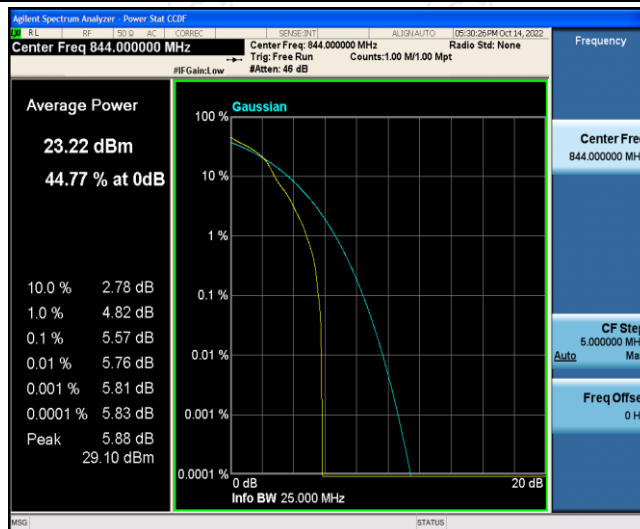 Agilent Spectrum Analyzer - Power Stat CCDF
RL RF 50 Ω AC CORREC SENSE:INT ALIGNAUTO 05:30:26 PM Oct 14, 2022
Center Freq 844.000000 MHz
Center Freq: 844.000000 MHz Radio Std: None
Trig: Free Run Counts:1.00 M/1.00 Mpt
#IFGain:Low #Atten: 46 dB
Frequency
Average Power
23.22 dBm
44.77 % at 0dB
10.0 % 2.78 dB
1.0 % 4.82 dB
0.1 % 5.57 dB
0.01 % 5.76 dB
0.001 % 5.81 dB
0.0001 % 5.83 dB
Peak 5.88 dB
29.10 dBm
Gaussian
100 %
10 %
1 %
0.1 %
0.01 %
0.001 %
0.0001 %
0 dB 20 dB
Info BW 25.000 MHz
Center Fre
844.000000 MH
CF Step
5.000000 MH
Auto Ma
Freq Offse
0 H
MSG STATUS